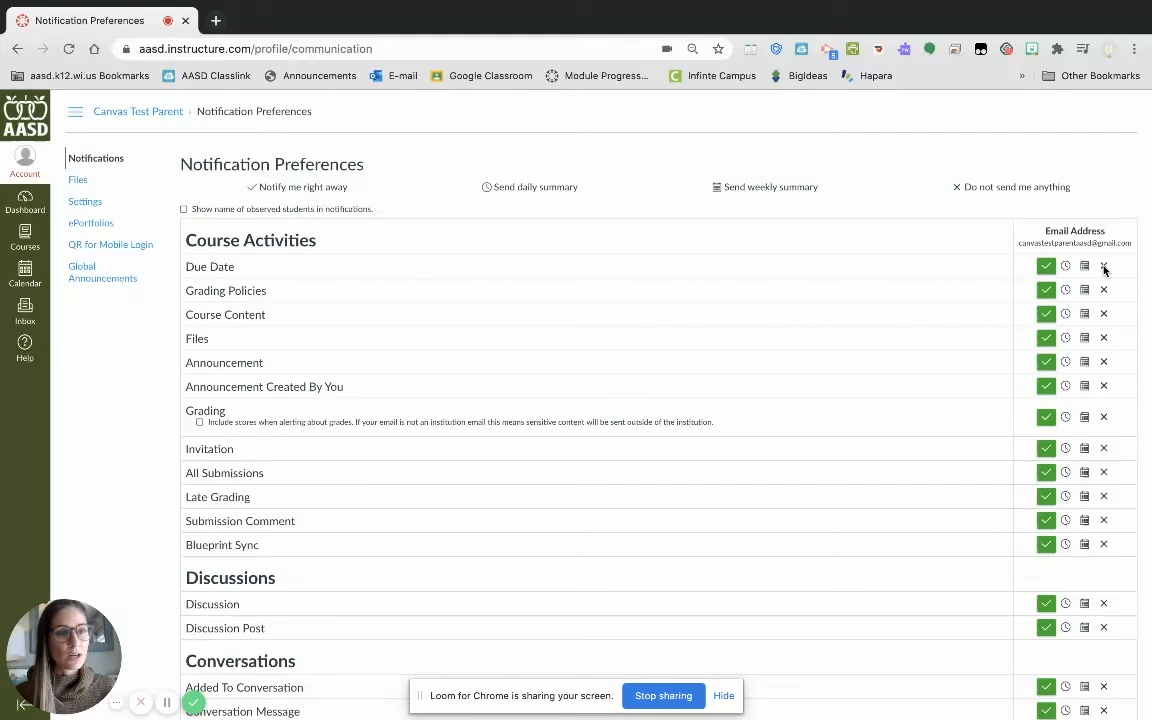 Notification Preferences
aasd.instructure.com/profile/communication
5
aasd.k12.wi.us Bookmarks
AASD Classlink
Announcements
E-mail
Google Classroom
Module Progress...
Infinte Campus
BigIdeas
Hapara
»
Other Bookmarks
AASD
Account
Dashboard
Courses
Calendar
Inbox
Help
Canvas Test Parent › Notification Preferences
Notifications
Files
Settings
ePortfolios
QR for Mobile Login
Global
Announcements
Notification Preferences
Notify me right away
Send daily summary
Send weekly summary
Do not send me anything
Show name of observed students in notifications.
Course Activities
Email Address
canvastestparentaasd@gmail.com
Due Date
Grading Policies
Course Content
Files
Announcement
Announcement Created By You
Grading
Include scores when alerting about grades. If your email is not an institution email this means sensitive content will be sent outside of the institution.
Invitation
All Submissions
Late Grading
Submission Comment
Blueprint Sync
Discussions
Discussion
Discussion Post
Conversations
Added To Conversation
Conversation Message
Loom for Chrome is sharing your screen.
Stop sharing
Hide